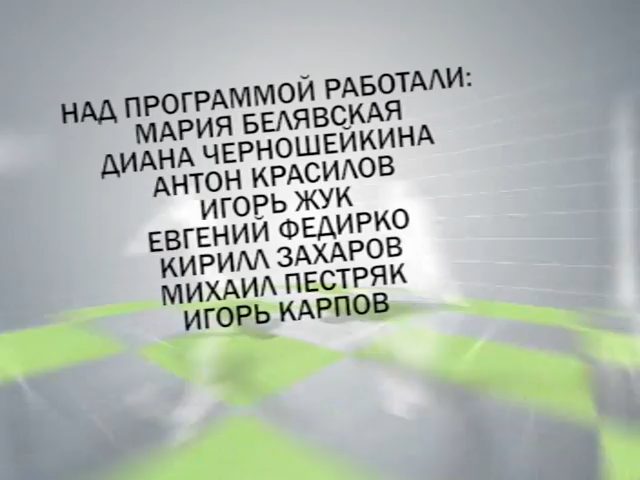 НАД ПРОГРАММОЙ РАБОТАЛИ:
МАРИЯ БЕЛЯВСКАЯ
ДИАНА ЧЕРНОШЕЙКИНА
АНТОН КРАСИЛОВ
ИГОРЬ ЖУК
ЕВГЕНИЙ ФЕДИРКО
КИРИЛЛ ЗАХАРОВ
МИХАИЛ ПЕСТРЯК
ИГОРЬ КАРПОВ